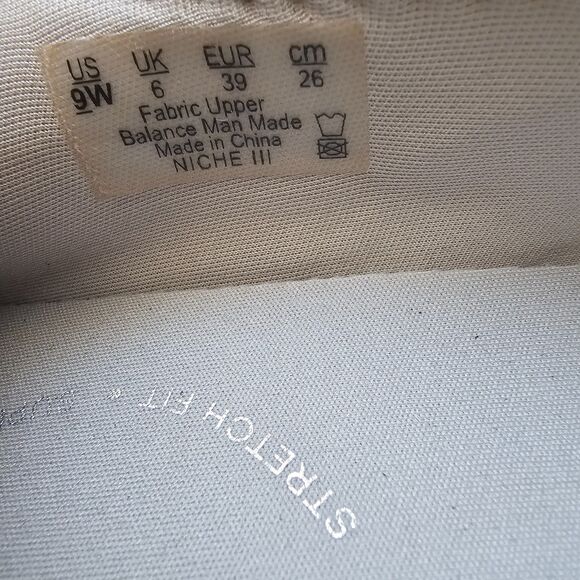 US UK EUR cm
9W 6 39 26
Fabric Upper
Balance Man Made
Made in China
NICHE III
STRETCH FIT